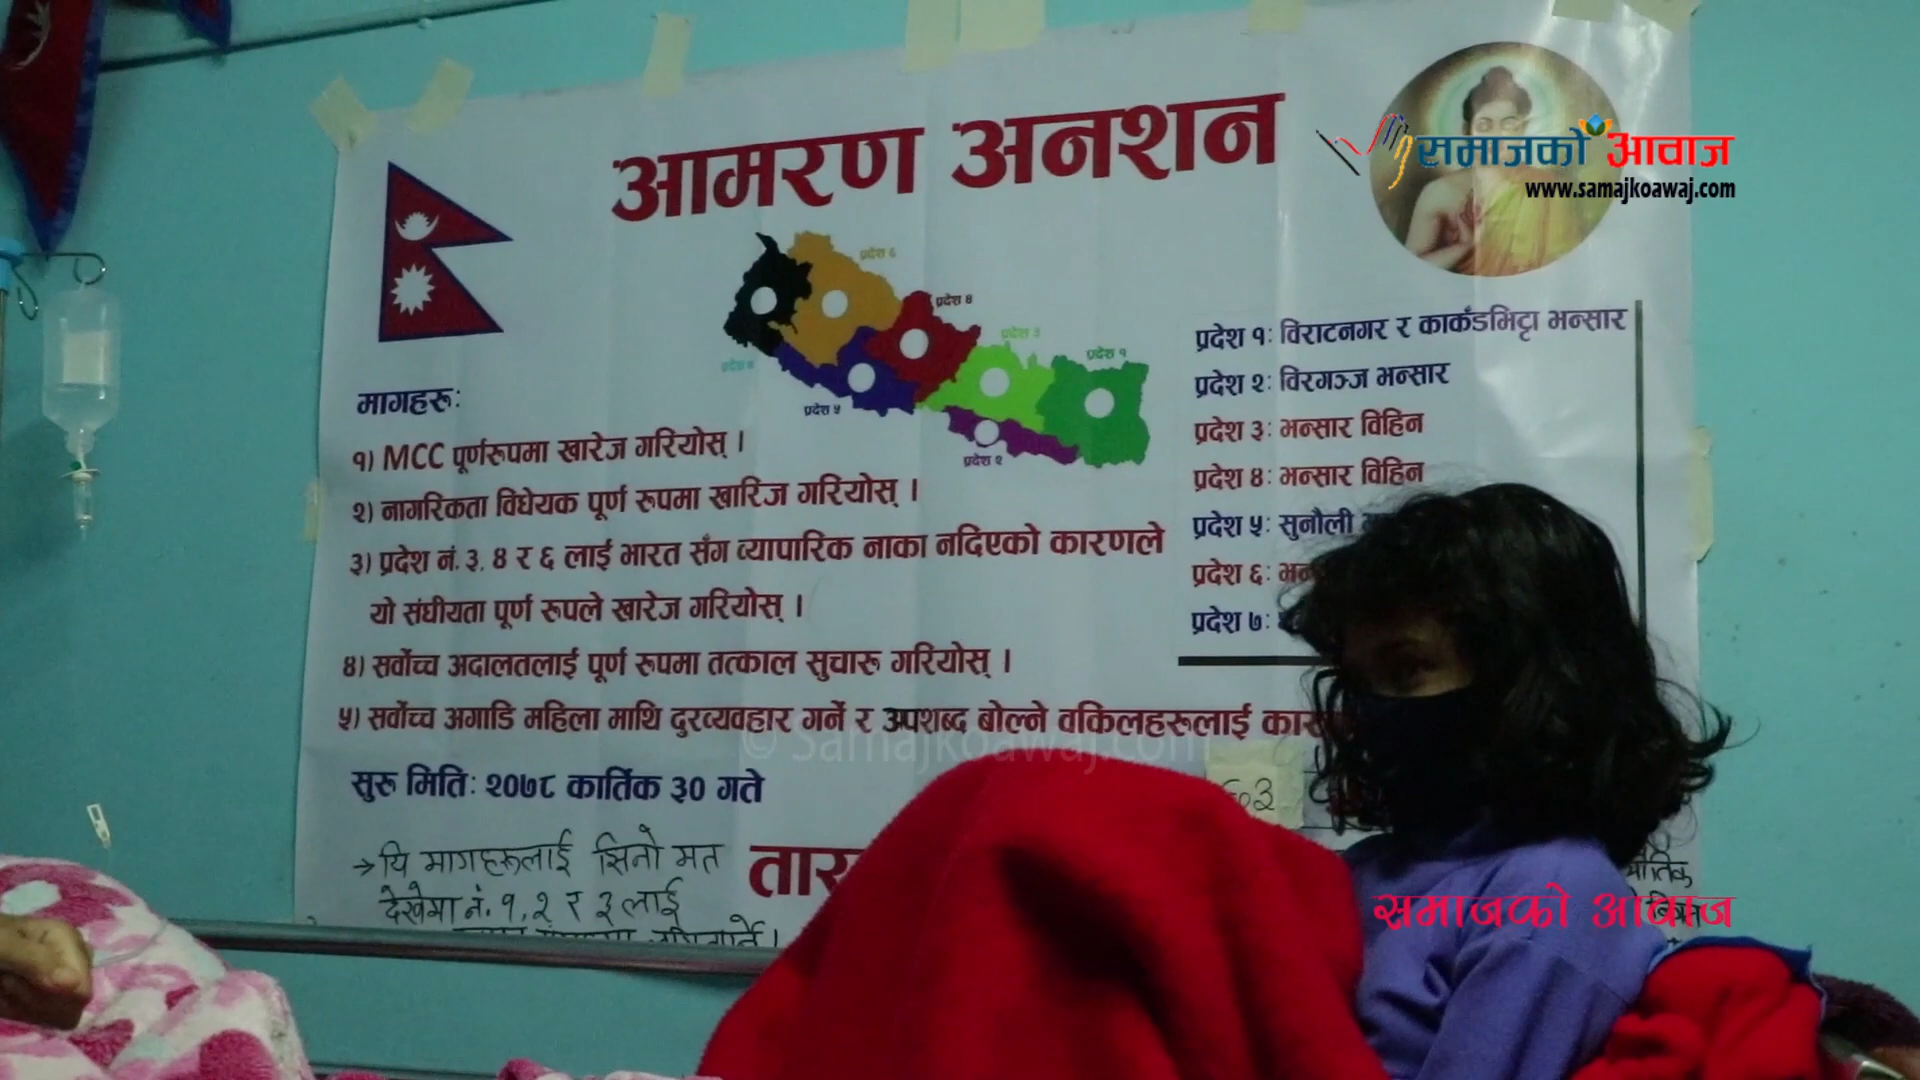 आमरण अनशन
समाजको आवाज
www.samajkoawaj.com
प्रदेश ६
प्रदेश ४
प्रदेश ३
प्रदेश १
प्रदेश ७
प्रदेश ५
प्रदेश २
प्रदेश १: विराटनगर र काकँडभिट्टा भन्सार
प्रदेश २: विरगञ्ज भन्सार
प्रदेश ३: भन्सार विहिन
प्रदेश ४: भन्सार विहिन
प्रदेश ५: सुनौली
प्रदेश ६:
प्रदेश ७:
मागहरू:
१) MCC पूर्णरूपमा खारेज गरियोस् ।
२) नागरिकता विधेयक पूर्ण रूपमा खारिज गरियोस् ।
३) प्रदेश नं. ३, ४ र ६ लाई भारत सँग व्यापारिक नाका नदिएको कारणले
यो संघीयता पूर्ण रूपले खारेज गरियोस् ।
४) सर्वोच्च अदालतलाई पूर्ण रूपमा तत्काल सुचारू गरियोस् ।
५) सर्वोच्च अगाडि महिला माथि दुरव्यवहार गर्ने र अपशब्द बोल्ने वकिलहरूलाई
© Samajkoawaj.com
सुरू मिति: २०७८ कार्तिक ३० गते
→ यि मागहरूलाई सिनो मत
देखेमा नं. १, २ र ३ लाई
समाजको आवाज